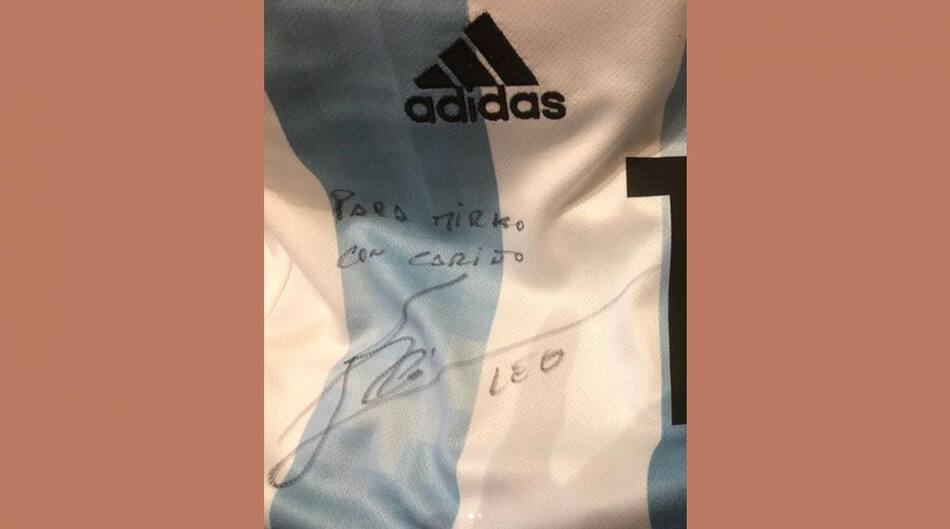 adidas
PARA MIRKO
CON CARIÑO
LEO